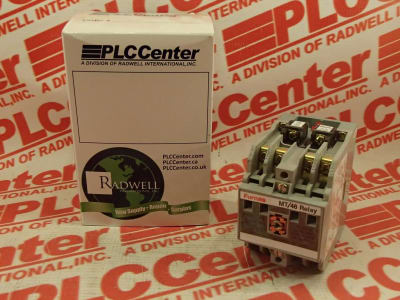 PLCCenter
A DIVISION OF RADWELL INTERNATIONAL, INC.
PLCCenter.com
PLCCenter.ca
PLCCenter.co.uk
RADWELL
New Supply • Repair • Surplus
Furnas MT/46 Relay
PLCCenter
A DIVISION OF RADWELL INTERNATIONAL, INC.